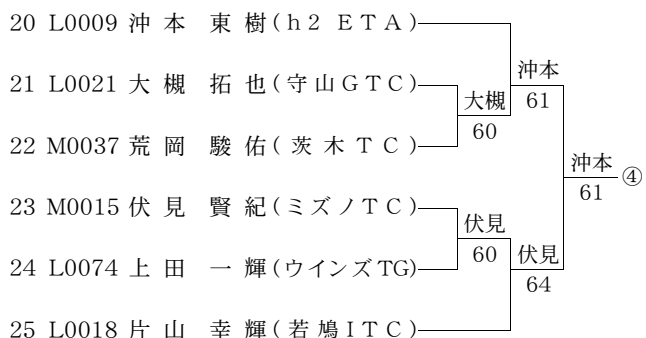 20 L0009 沖本 東樹(h2 ETA)
沖本
21 L0021 大槻 拓也(守山GTC)
大槻 61
60
22 M0037 荒岡 駿佑(茨木TC)
沖本 ④
61
23 M0015 伏見 賢紀(ミズノTC)
伏見
60 伏見
24 L0074 上田 一輝(ウインズTG)
64
25 L0018 片山 幸輝(若鳩ITC)